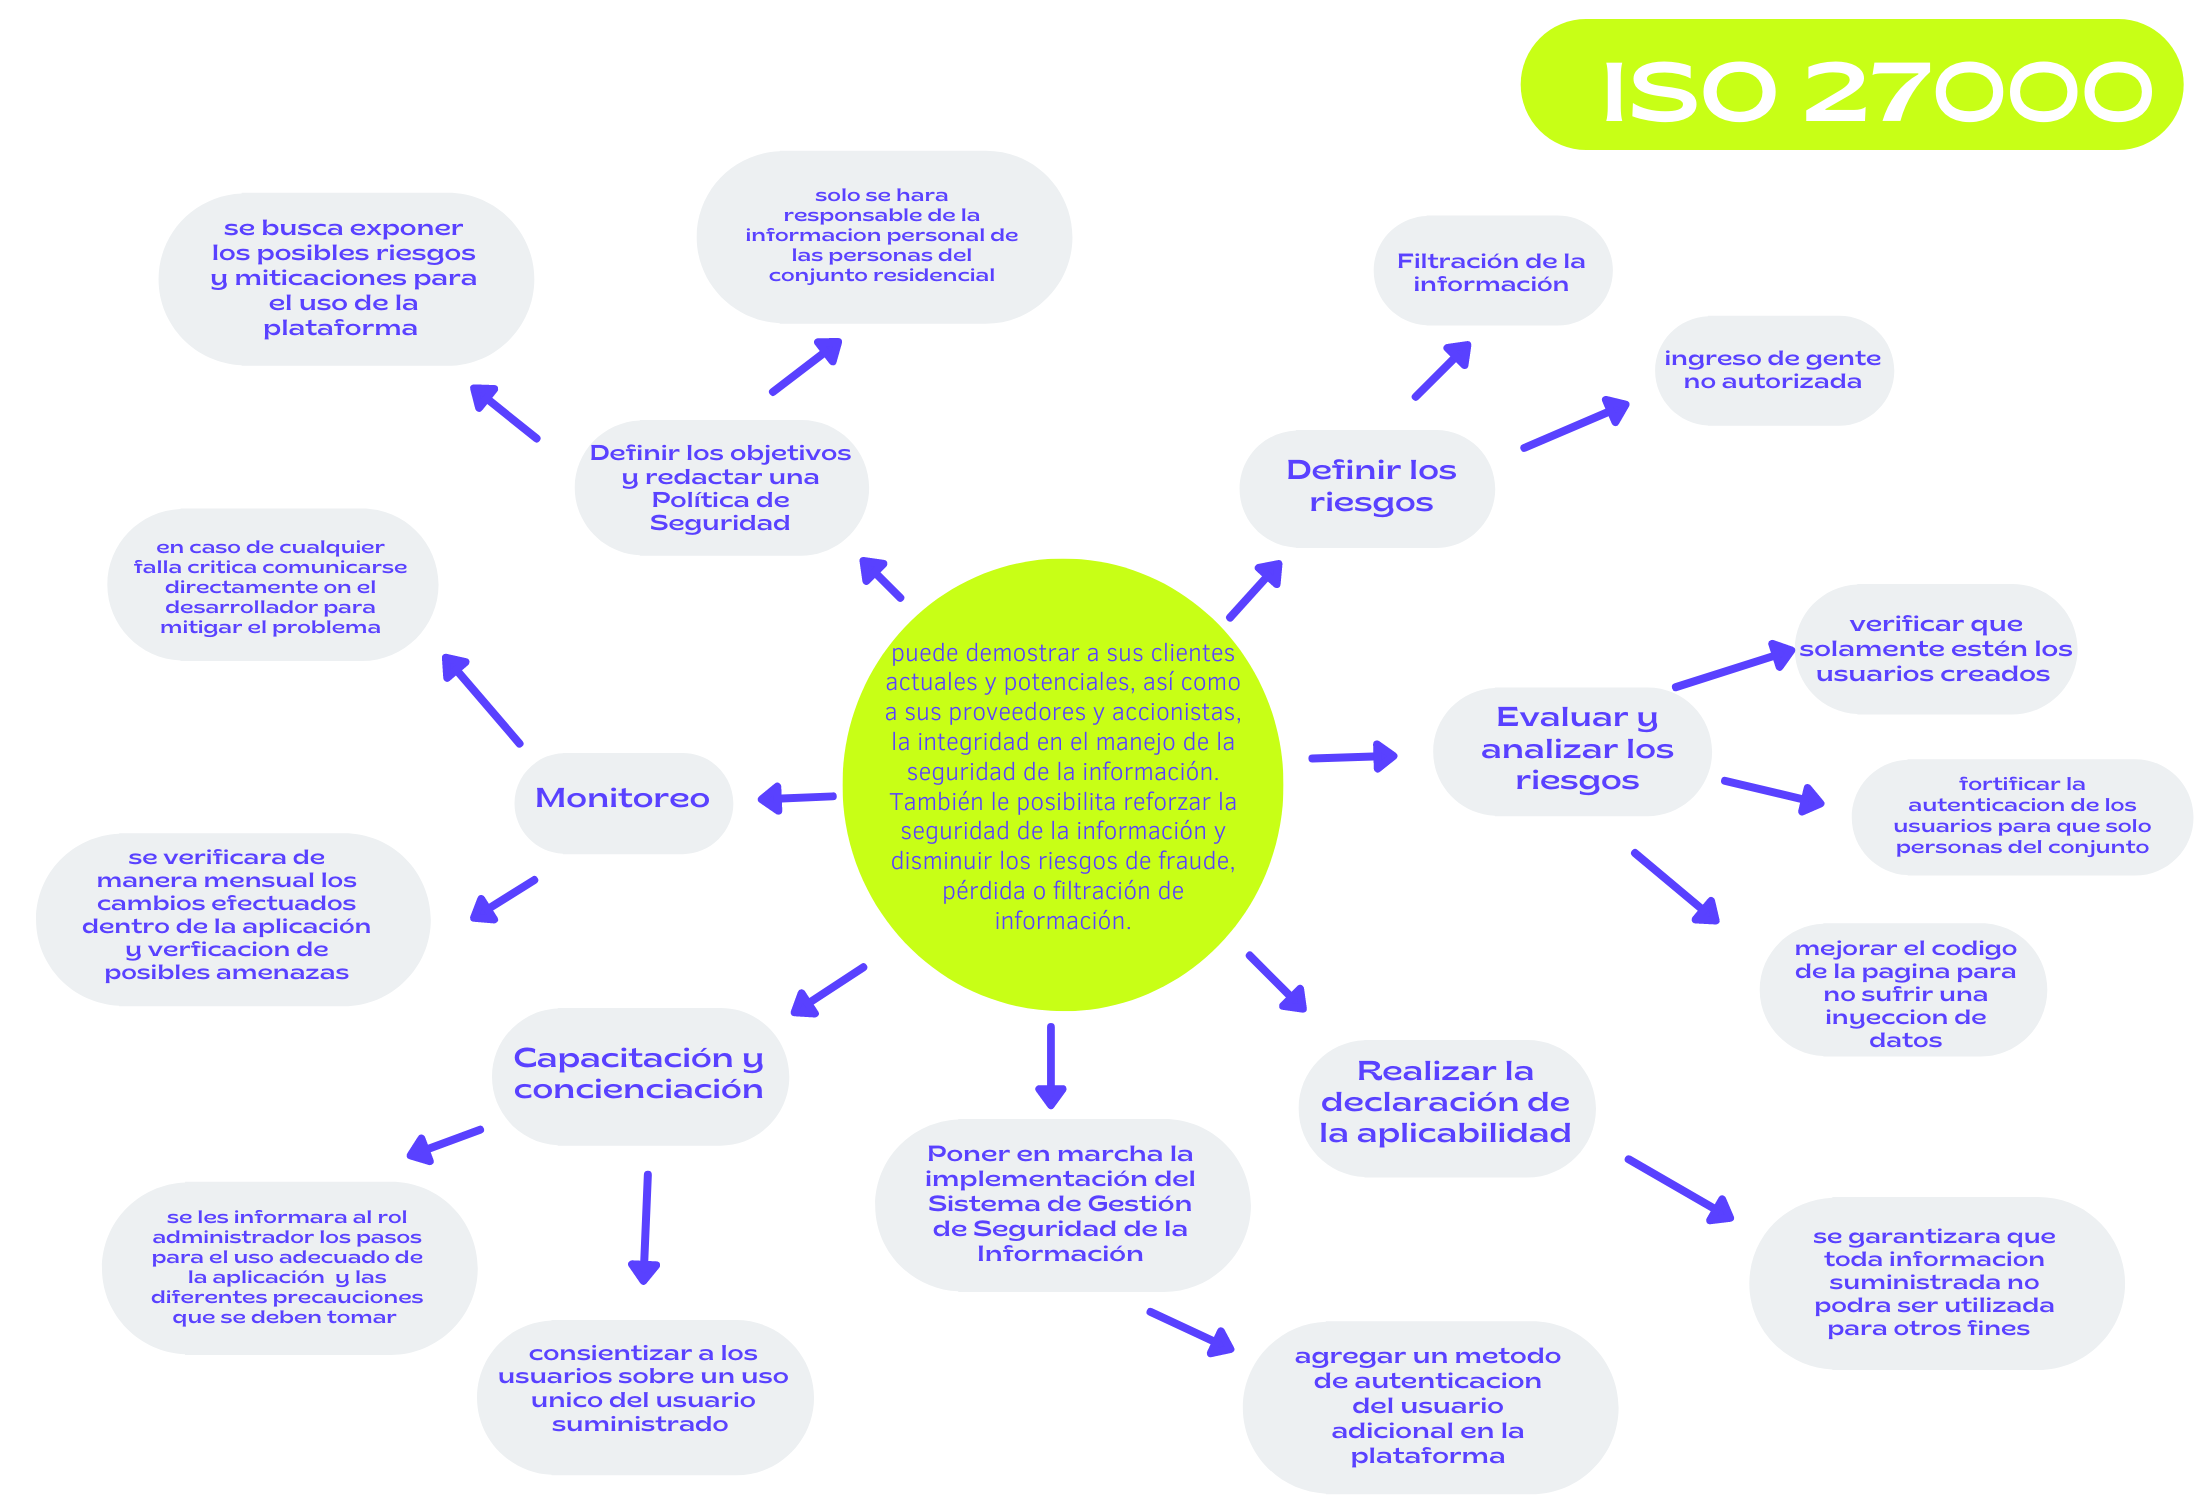 ISO 27000
solo se hara
responsable de la
informacion personal de
las personas del
conjunto residencial
se busca exponer
los posibles riesgos
y miticaciones para
el uso de la
plataforma
Filtración de la
información
ingreso de gente
no autorizada
Definir los objetivos
y redactar una
Política de
Seguridad
Definir los
riesgos
en caso de cualquier
falla critica comunicarse
directamente on el
desarrollador para
mitigar el problema
puede demostrar a sus clientes
actuales y potenciales, así como
a sus proveedores y accionistas,
la integridad en el manejo de la
seguridad de la información.
También le posibilita reforzar la
seguridad de la información y
disminuir los riesgos de fraude,
pérdida o filtración de
información.
verificar que
solamente estén los
usuarios creados
Evaluar y
analizar los
riesgos
fortificar la
autenticacion de los
usuarios para que solo
personas del conjunto
Monitoreo
se verificara de
manera mensual los
cambios efectuados
dentro de la aplicación
y verficacion de
posibles amenazas
mejorar el codigo
de la pagina para
no sufrir una
inyeccion de
datos
Capacitación y
concienciación
Realizar la
declaración de
la aplicabilidad
Poner en marcha la
implementación del
Sistema de Gestión
de Seguridad de la
Información
se les informara al rol
administrador los pasos
para el uso adecuado de
la aplicación  y las
diferentes precauciones
que se deben tomar
se garantizara que
toda informacion
suministrada no
podra ser utilizada
para otros fines
consientizar a los
usuarios sobre un uso
unico del usuario
suministrado
agregar un metodo
de autenticacion
del usuario
adicional en la
plataforma